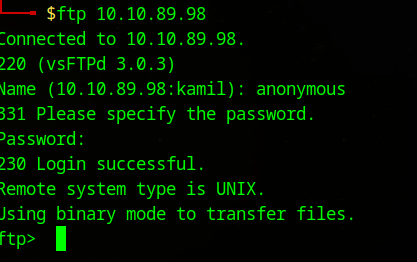 $ftp 10.10.89.98
Connected to 10.10.89.98.
220 (vsFTPd 3.0.3)
Name (10.10.89.98:kamil): anonymous
331 Please specify the password.
Password:
230 Login successful.
Remote system type is UNIX.
Using binary mode to transfer files.
ftp>